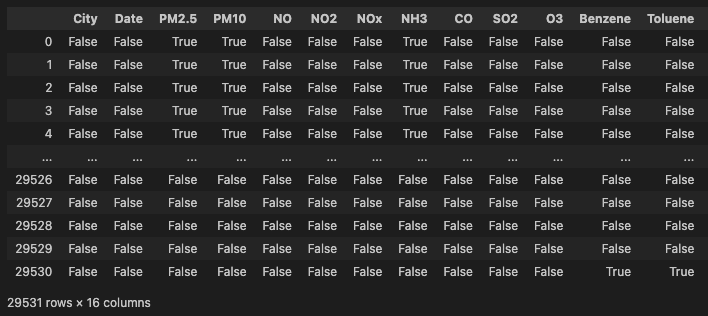 City Date PM2.5 PM10 NO NO2 NOx NH3 CO SO2 O3 Benzene Toluene
0 False False True True False False False True False False False False False
1 False False True True False False False True False False False False False
2 False False True True False False False True False False False False False
3 False False True True False False False True False False False False False
4 False False True True False False False True False False False False False
... ... ... ... ... ... ... ... ... ... ... ... ... ...
29526 False False False False False False False False False False False False False
29527 False False False False False False False False False False False False False
29528 False False False False False False False False False False False False False
29529 False False False False False False False False False False False False False
29530 False False False False False False False False False False False True True
29531 rows × 16 columns